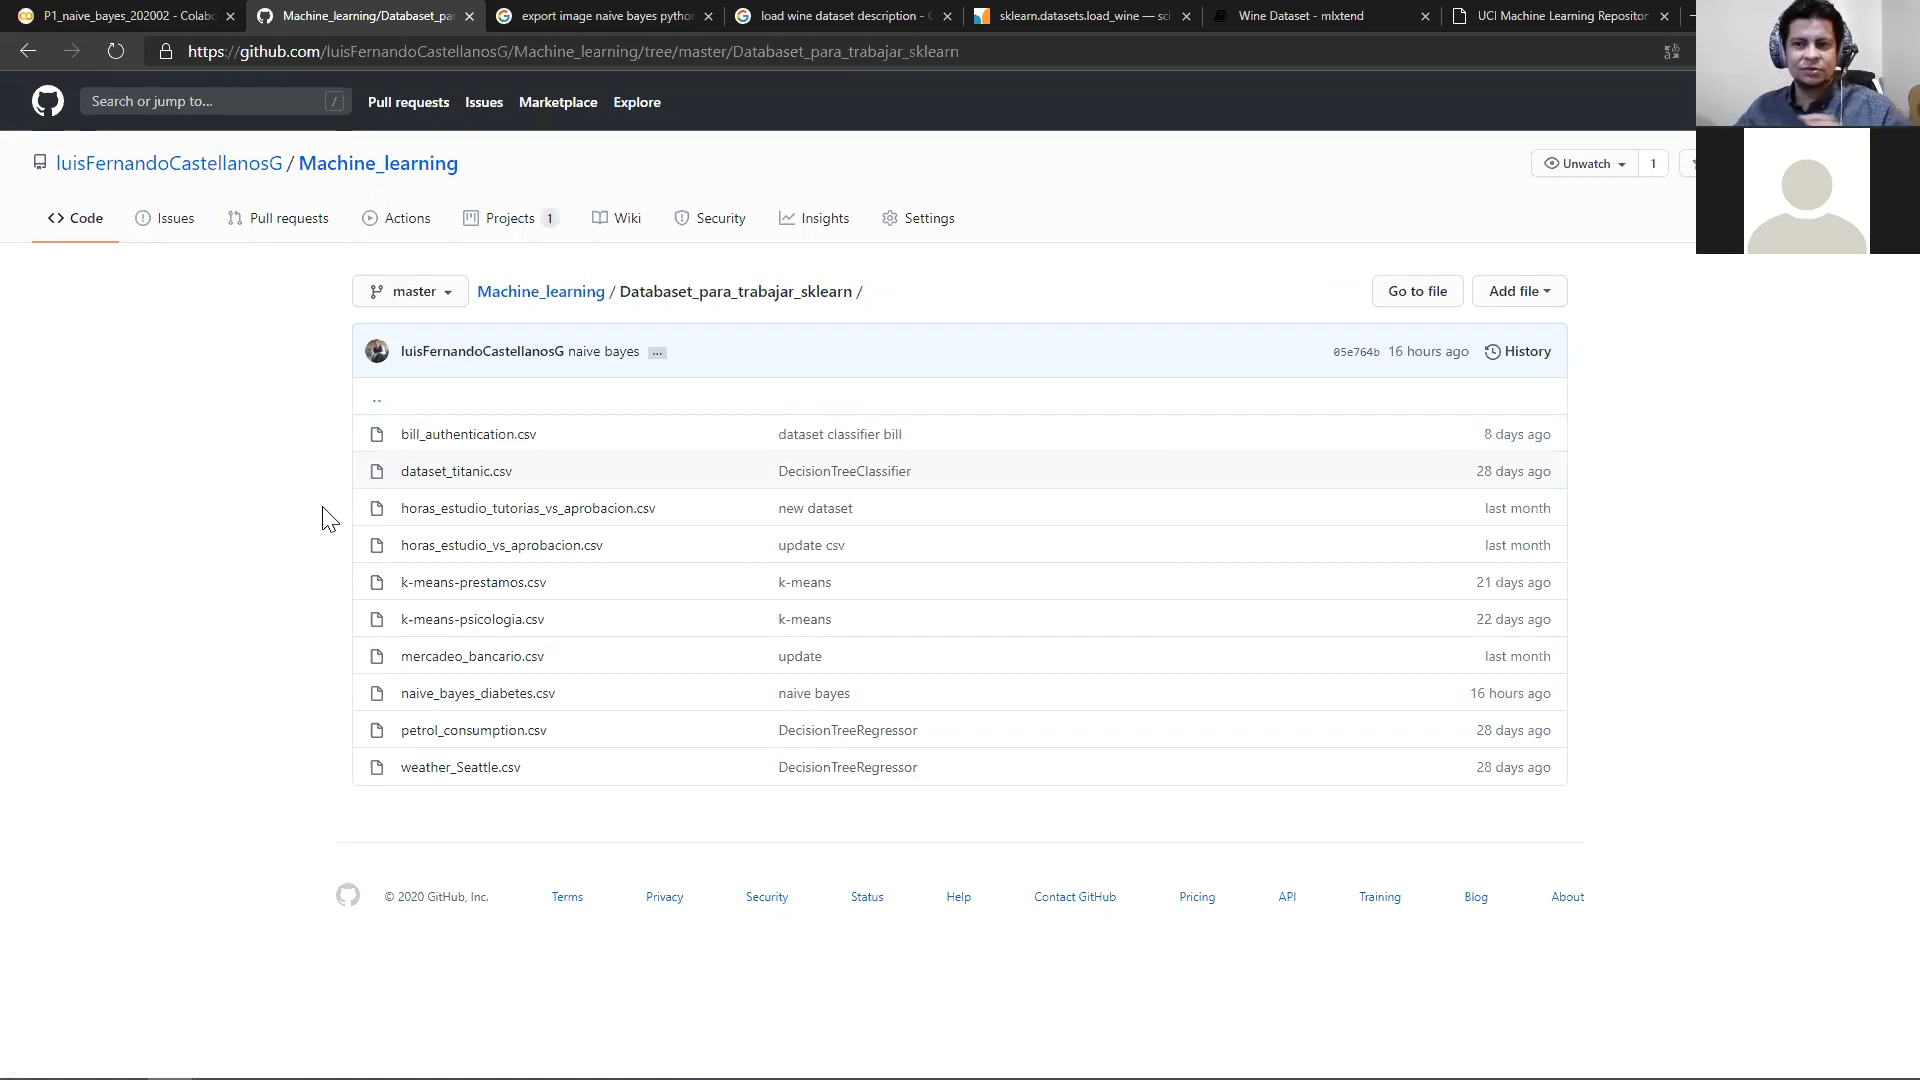 P1_naive_bayes_202002 - Colab
Machine_learning/Databaset_pa
export image naive bayes pytho
load wine dataset description -
sklearn.datasets.load_wine — sci
Wine Dataset - mlxtend
UCI Machine Learning Repositor
https://github.com/luisFernandoCastellanosG/Machine_learning/tree/master/Databaset_para_trabajar_sklearn
Search or jump to... /
Pull requests Issues Marketplace Explore
luisFernandoCastellanosG / Machine_learning
Unwatch 1
Code Issues Pull requests Actions Projects 1 Wiki Security Insights Settings
master Machine_learning / Databaset_para_trabajar_sklearn / Go to file Add file
luisFernandoCastellanosG naive bayes ... 05e764b 16 hours ago History
..
bill_authentication.csv dataset classifier bill 8 days ago
dataset_titanic.csv DecisionTreeClassifier 28 days ago
horas_estudio_tutorias_vs_aprobacion.csv new dataset last month
horas_estudio_vs_aprobacion.csv update csv last month
k-means-prestamos.csv k-means 21 days ago
k-means-psicologia.csv k-means 22 days ago
mercadeo_bancario.csv update last month
naive_bayes_diabetes.csv naive bayes 16 hours ago
petrol_consumption.csv DecisionTreeRegressor 28 days ago
weather_Seattle.csv DecisionTreeRegressor 28 days ago
© 2020 GitHub, Inc. Terms Privacy Security Status Help Contact GitHub Pricing API Training Blog About